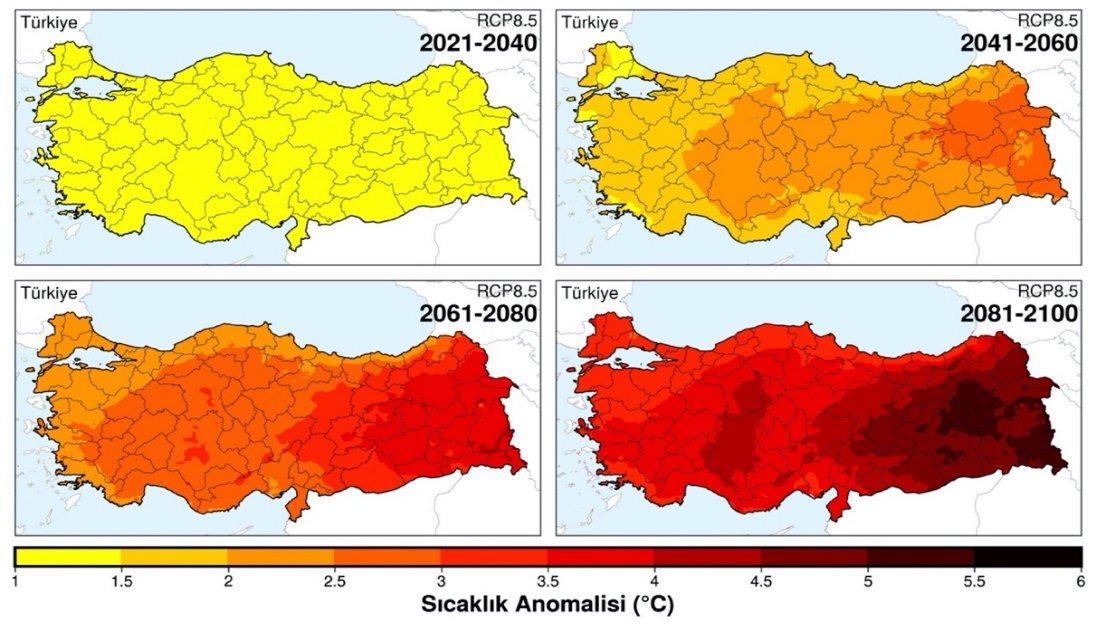 Türkiye
RCP8.5
2021-2040
Türkiye
RCP8.5
2041-2060
Türkiye
RCP8.5
2061-2080
Türkiye
RCP8.5
2081-2100
1 1.5 2 2.5 3 3.5 4 4.5 5 5.5 6
Sıcaklık Anomalisi (°C)